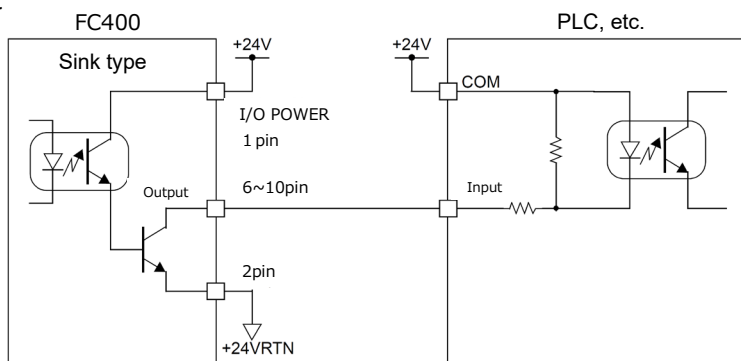 FC400
PLC, etc.
Sink type
+24V
+24V
COM
I/O POWER
1 pin
Output
6~10pin
Input
2pin
+24VRTN